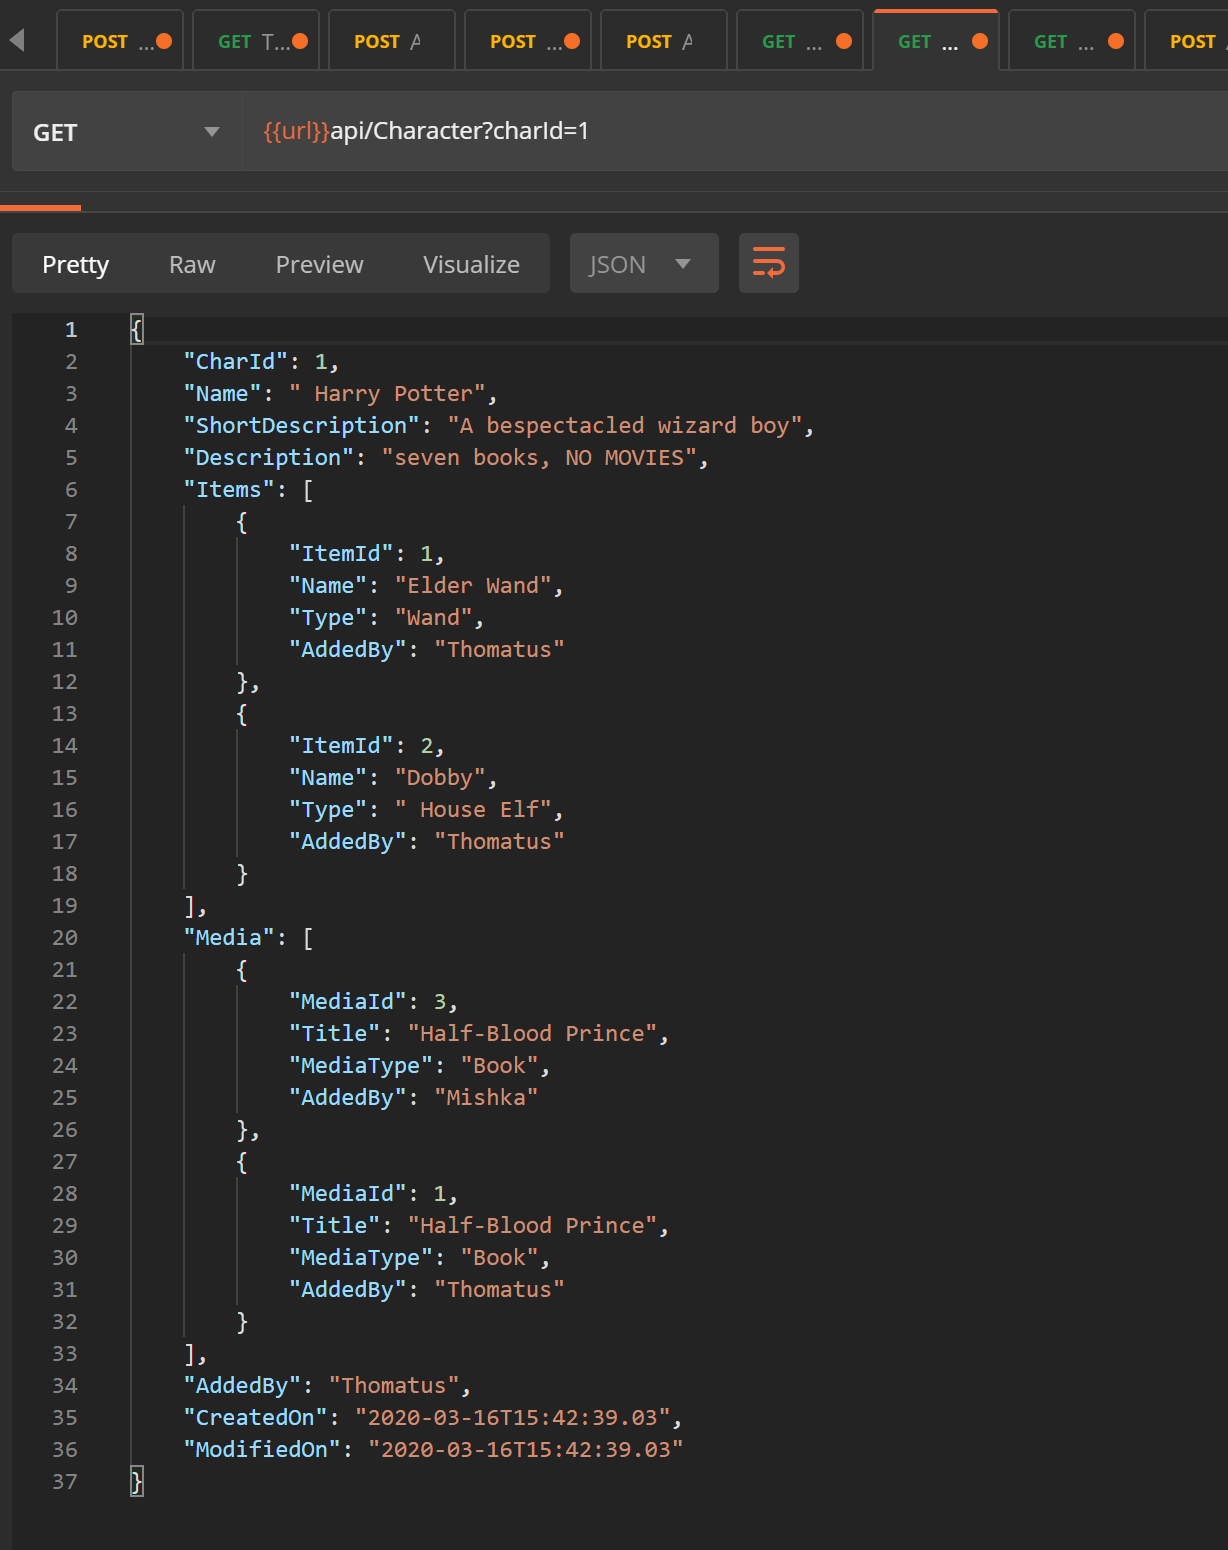 POST ... GET T... POST A POST ... POST A GET ... GET ... GET ... POST
GET {{url}}api/Character?charId=1
Pretty Raw Preview Visualize JSON
1 {
2 "CharId": 1,
3 "Name": " Harry Potter",
4 "ShortDescription": "A bespectacled wizard boy",
5 "Description": "seven books, NO MOVIES",
6 "Items": [
7 {
8 "ItemId": 1,
9 "Name": "Elder Wand",
10 "Type": "Wand",
11 "AddedBy": "Thomatus"
12 },
13 {
14 "ItemId": 2,
15 "Name": "Dobby",
16 "Type": " House Elf",
17 "AddedBy": "Thomatus"
18 }
19 ],
20 "Media": [
21 {
22 "MediaId": 3,
23 "Title": "Half-Blood Prince",
24 "MediaType": "Book",
25 "AddedBy": "Mishka"
26 },
27 {
28 "MediaId": 1,
29 "Title": "Half-Blood Prince",
30 "MediaType": "Book",
31 "AddedBy": "Thomatus"
32 }
33 ],
34 "AddedBy": "Thomatus",
35 "CreatedOn": "2020-03-16T15:42:39.03",
36 "ModifiedOn": "2020-03-16T15:42:39.03"
37 }